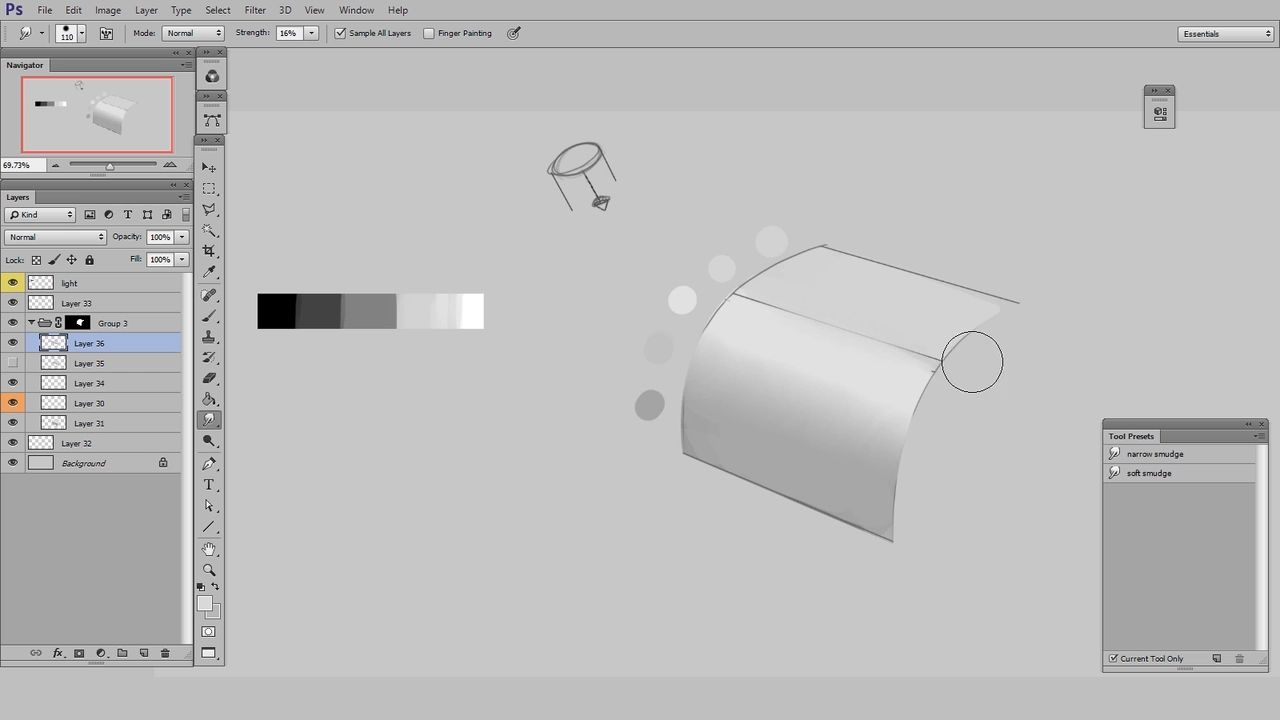 Ps File Edit Image Layer Type Select Filter 3D View Window Help
110 Mode: Normal Strength: 16% Sample All Layers Finger Painting Essentials
Navigator
69.73%
Layers
Kind
Normal Opacity: 100%
Lock: Fill: 100%
light
Layer 33
Group 3
Layer 36
Layer 35
Layer 34
Layer 30
Layer 31
Layer 32
Background
fx
T
Tool Presets
narrow smudge
soft smudge
Current Tool Only